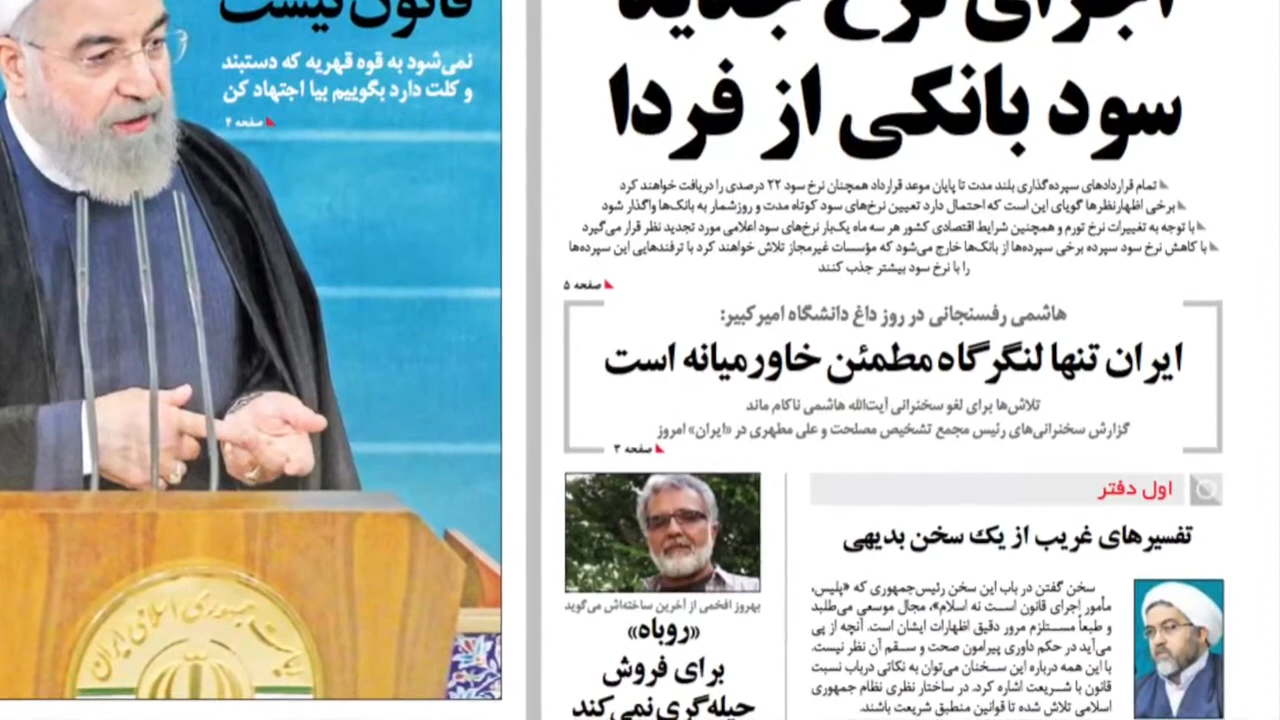 اجرای نرخ جدید
سود بانکی از فردا
تمام قراردادهای سپرده‌گذاری بلند مدت تا پایان موعد قرارداد همچنان نرخ سود ۲۲ درصدی را دریافت خواهند کرد
برخی اظهارنظرها گویای این است که احتمال دارد تعیین نرخ‌های سود کوتاه مدت و روزشمار به بانک‌ها واگذار شود
با توجه به تغییرات نرخ تورم و همچنین شرایط اقتصادی کشور هر سه ماه یک‌بار نرخ‌های سود اعلامی مورد تجدید نظر قرار می‌گیرد
با کاهش نرخ سود سپرده برخی سپرده‌ها از بانک‌ها خارج می‌شود که مؤسسات غیرمجاز تلاش خواهند کرد با ترفندهایی این سپرده‌ها
را با نرخ سود بیشتر جذب کنند
صفحه ۵
هاشمی رفسنجانی در روز داغ دانشگاه امیرکبیر:
ایران تنها لنگرگاه مطمئن خاورمیانه است
تلاش‌ها برای لغو سخنرانی آیت‌الله هاشمی ناکام ماند
گزارش سخنرانی‌های رئیس مجمع تشخیص مصلحت و علی مطهری در «ایران» امروز
صفحه ۳
اول دفتر
تفسیرهای غریب از یک سخن بدیهی
سخن گفتن در باب این سخن رئیس‌جمهوری که «پلیس،
مأمور اجرای قانون است نه اسلام»، مجال موسعی می‌طلبد
و طبعاً مستلزم مرور دقیق اظهارات ایشان است. آنچه از پی
می‌آید در حکم داوری پیرامون صحت و سقم آن نظر نیست.
با این همه درباره این سخنان می‌توان به نکاتی درباب نسبت
قانون با شریعت اشاره کرد. در ساختار نظری نظام جمهوری
اسلامی تلاش شده تا قوانین منطبق شریعت باشند.
بهروز افخمی از آخرین ساخته‌اش می‌گوید
«روباه»
برای فروش
حیله‌گری نمی‌کند
قانون نیست
نمی‌شود به قوه قهریه که دستبند
و کلت دارد بگوییم بیا اجتهاد کن
صفحه ۴
ریاست جمهوری اسلامی ایران